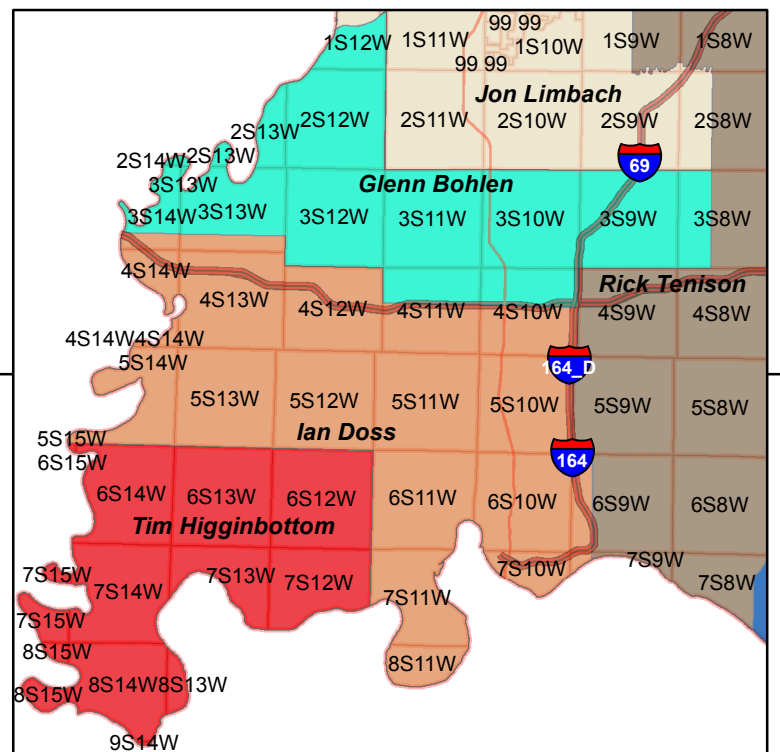 99 99
1S12W 1S11W 1S10W 1S9W 1S8W
99 99
Jon Limbach
2S13W 2S12W 2S11W 2S10W 2S9W 2S8W
2S14W 2S13W
69
3S13W
Glenn Bohlen
3S14W 3S13W 3S12W 3S11W 3S10W 3S9W 3S8W
4S14W
Rick Tenison
4S13W 4S12W 4S11W 4S10W 4S9W 4S8W
4S14W 4S14W
5S14W
164_D
5S13W 5S12W 5S11W 5S10W 5S9W 5S8W
Ian Doss
5S15W
6S15W
164
6S14W 6S13W 6S12W 6S11W 6S10W 6S9W 6S8W
Tim Higginbottom
7S15W 7S14W 7S13W 7S12W 7S11W 7S10W 7S9W 7S8W
7S15W
8S15W
8S11W
8S15W 8S14W 8S13W
9S14W